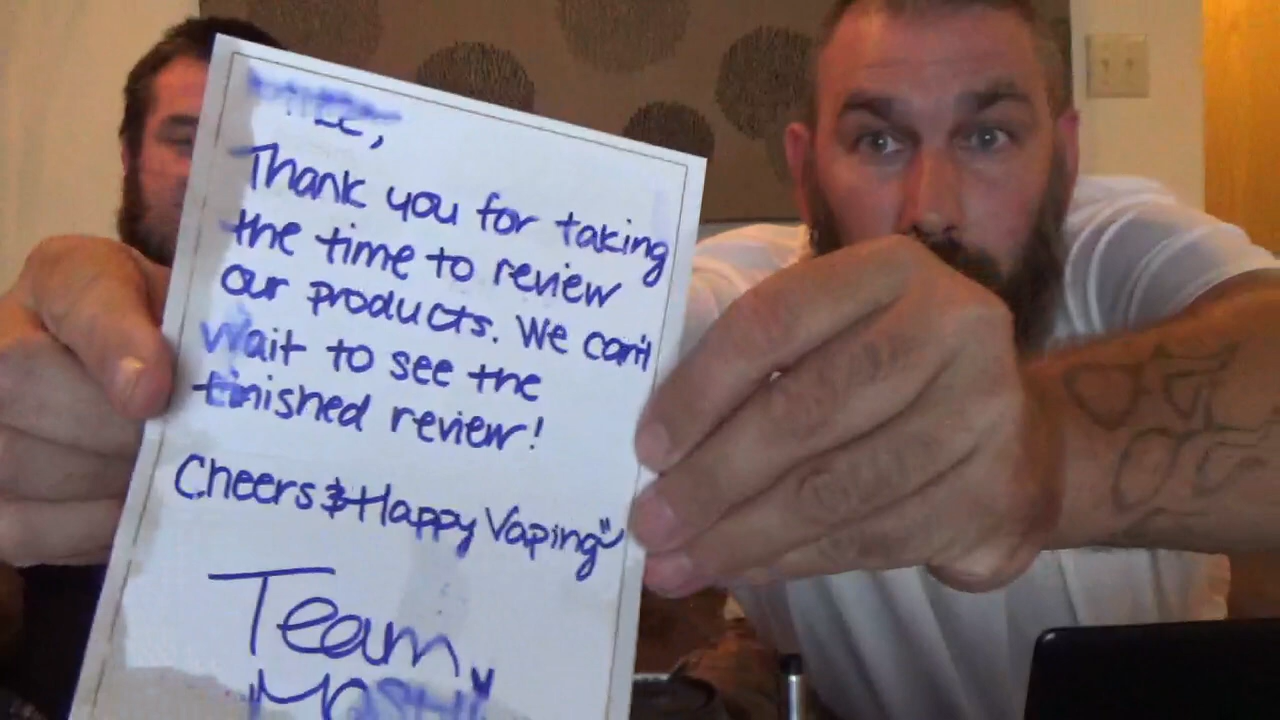 Thank you for taking
the time to review
our products. We can't
wait to see the
finished review!
Cheers & Happy Vaping
Team